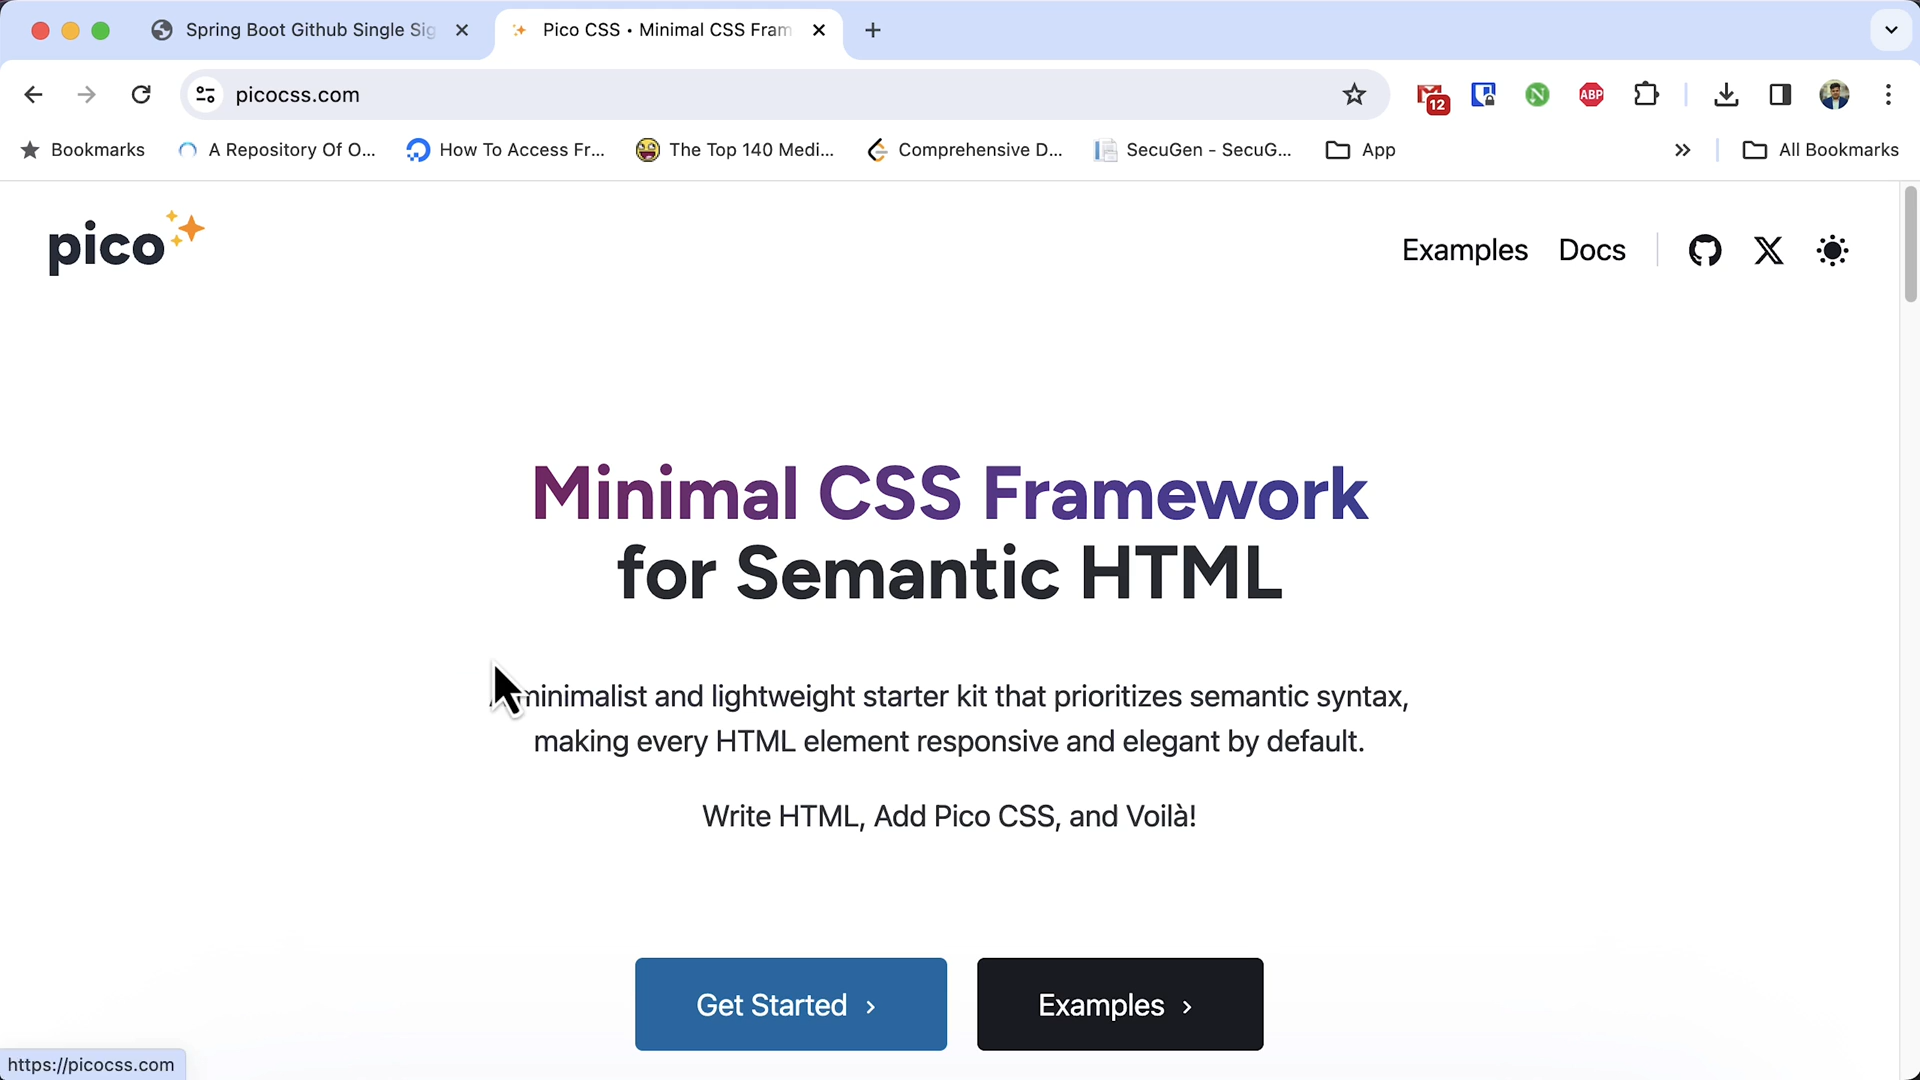 Spring Boot Github Single Sig
Pico CSS • Minimal CSS Fram
picocss.com
12
N
ABP
Bookmarks
A Repository Of O...
How To Access Fr...
The Top 140 Medi...
Comprehensive D...
SecuGen - SecuG...
App
All Bookmarks
pico
Examples
Docs
Minimal CSS Framework
for Semantic HTML
minimalist and lightweight starter kit that prioritizes semantic syntax,
making every HTML element responsive and elegant by default.
Write HTML, Add Pico CSS, and Voilà!
Get Started ›
Examples ›
https://picocss.com